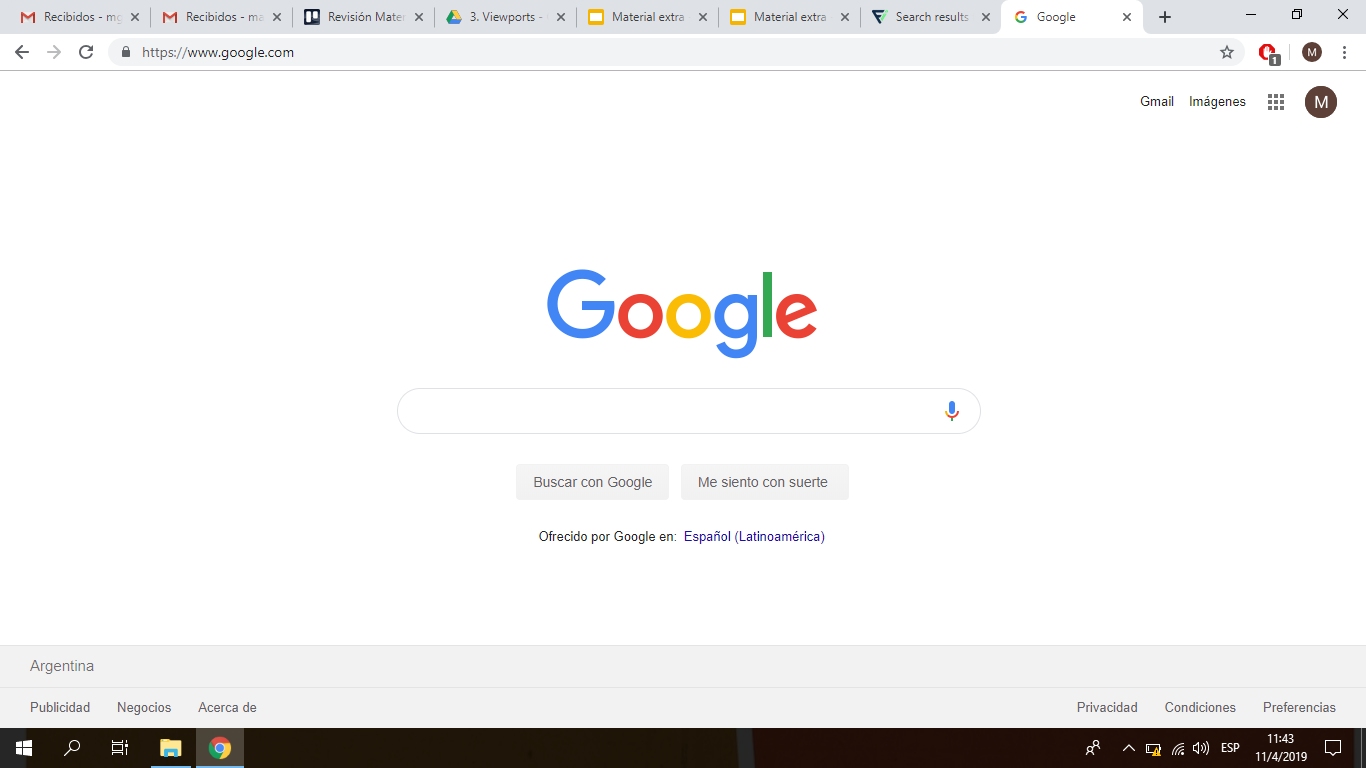 Recibidos - mg
Recibidos - ma
Revisión Mater
3. Viewports -
Material extra
Material extra
Search results
Google
https://www.google.com
1
M
Gmail
Imágenes
M
Google
Buscar con Google
Me siento con suerte
Ofrecido por Google en: Español (Latinoamérica)
Argentina
Publicidad
Negocios
Acerca de
Privacidad
Condiciones
Preferencias
ESP
11:43
11/4/2019